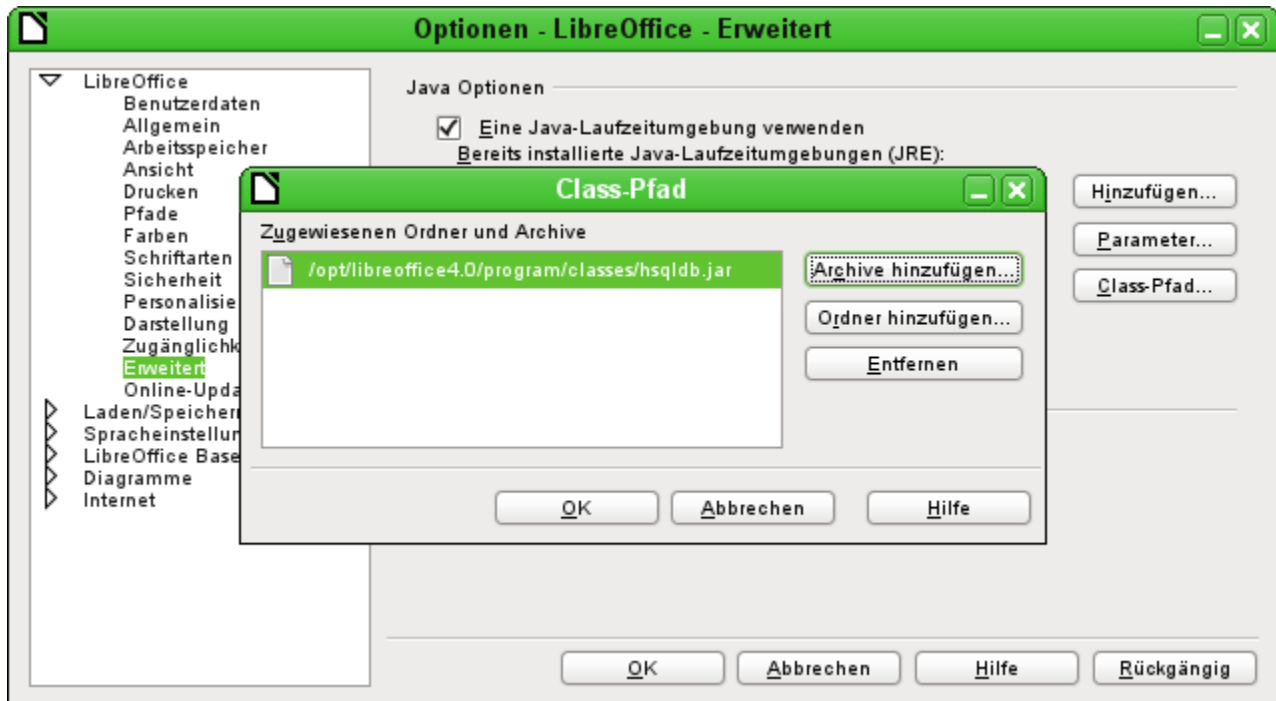 Optionen - LibreOffice - Erweitert
LibreOffice
Benutzerdaten
Allgemein
Arbeitsspeicher
Ansicht
Drucken
Pfade
Farben
Schriftarten
Sicherheit
Personalisie
Darstellung
Zugänglichk
Erweitert
Online-Upda
Laden/Speichern
Spracheinstellun
LibreOffice Base
Diagramme
Internet
Java Optionen
Eine Java-Laufzeitumgebung verwenden
Bereits installierte Java-Laufzeitumgebungen (JRE):
Hinzufügen...
Parameter...
Class-Pfad...
Class-Pfad
Zugewiesenen Ordner und Archive
/opt/libreoffice4.0/program/classes/hsqldb.jar
Archive hinzufügen...
Ordner hinzufügen...
Entfernen
OK
Abbrechen
Hilfe
OK
Abbrechen
Hilfe
Rückgängig